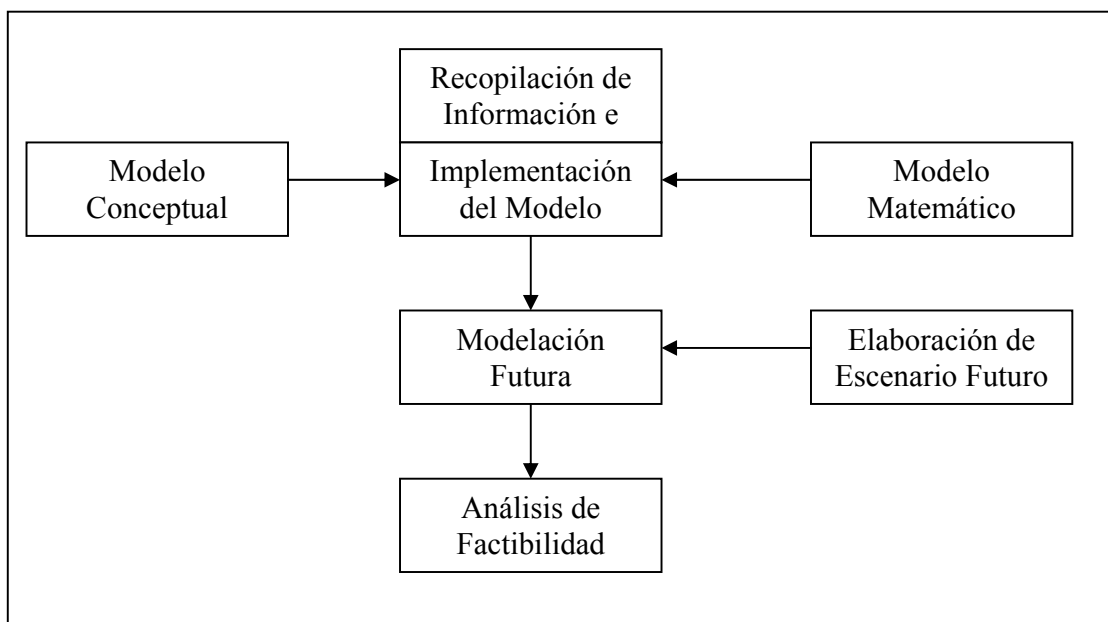 Recopilación de
Información e
Modelo
Conceptual
Implementación
del Modelo
Modelo
Matemático
Modelación
Futura
Elaboración de
Escenario Futuro
Análisis de
Factibilidad